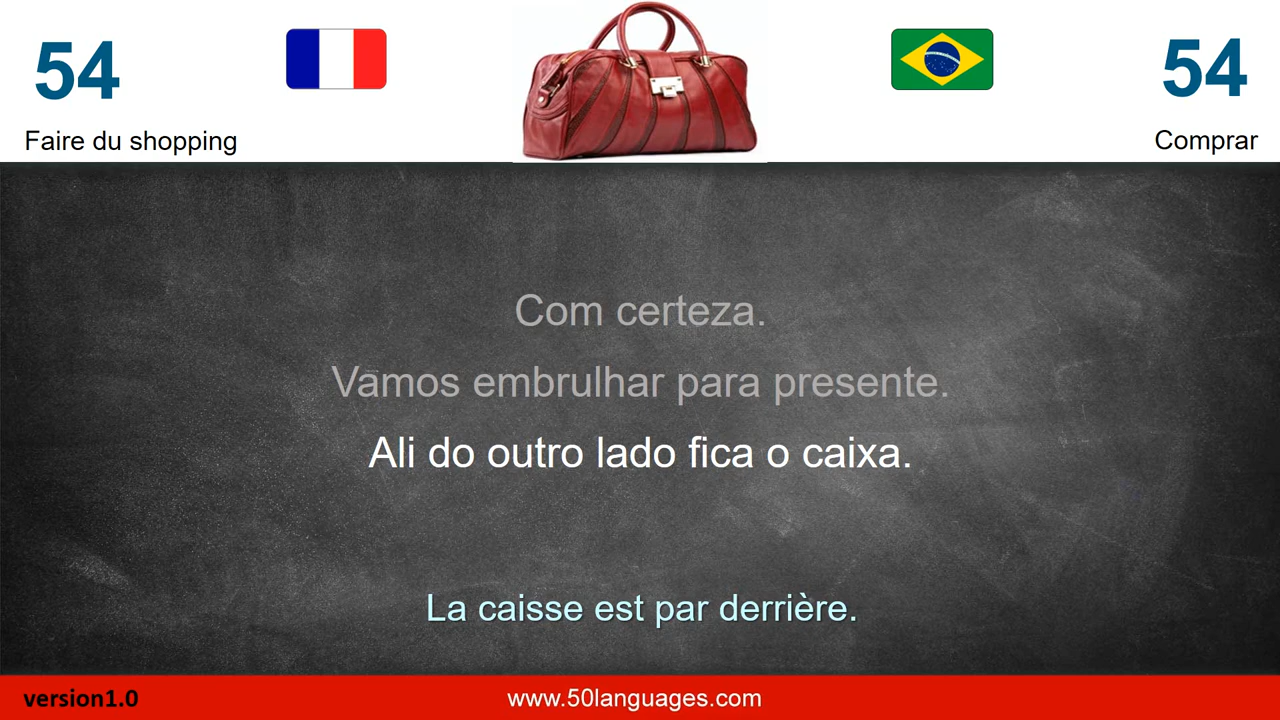 54
54
Faire du shopping
Comprar
Com certeza.
Vamos embrulhar para presente.
Ali do outro lado fica o caixa.
La caisse est par derrière.
version1.0
www.50languages.com